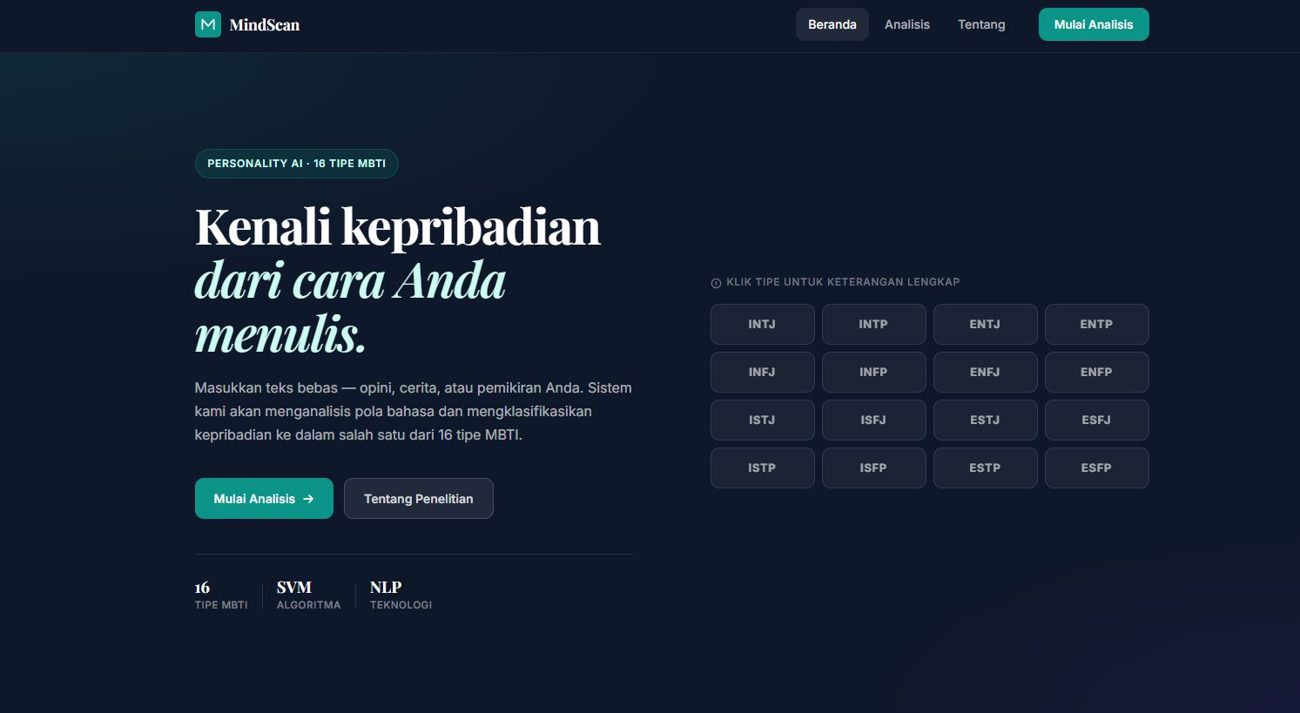 MindScan
Beranda Analisis Tentang Mulai Analisis
PERSONALITY AI · 16 TIPE MBTI
Kenali kepribadian
dari cara Anda
menulis.
Masukkan teks bebas — opini, cerita, atau pemikiran Anda. Sistem
kami akan menganalisis pola bahasa dan mengklasifikasikan
kepribadian ke dalam salah satu dari 16 tipe MBTI.
Mulai Analisis → Tentang Penelitian
16 SVM NLP
TIPE MBTI ALGORITMA TEKNOLOGI
KLIK TIPE UNTUK KETERANGAN LENGKAP
INTJ INTP ENTJ ENTP
INFJ INFP ENFJ ENFP
ISTJ ISFJ ESTJ ESFJ
ISTP ISFP ESTP ESFP